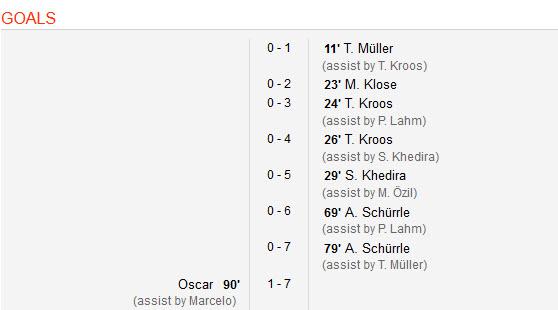 GOALS
0 - 1 11' T. Müller
(assist by T. Kroos)
0 - 2 23' M. Klose
0 - 3 24' T. Kroos
(assist by P. Lahm)
0 - 4 26' T. Kroos
(assist by S. Khedira)
0 - 5 29' S. Khedira
(assist by M. Özil)
0 - 6 69' A. Schürrle
(assist by P. Lahm)
0 - 7 79' A. Schürrle
(assist by T. Müller)
Oscar 90' 1 - 7
(assist by Marcelo)